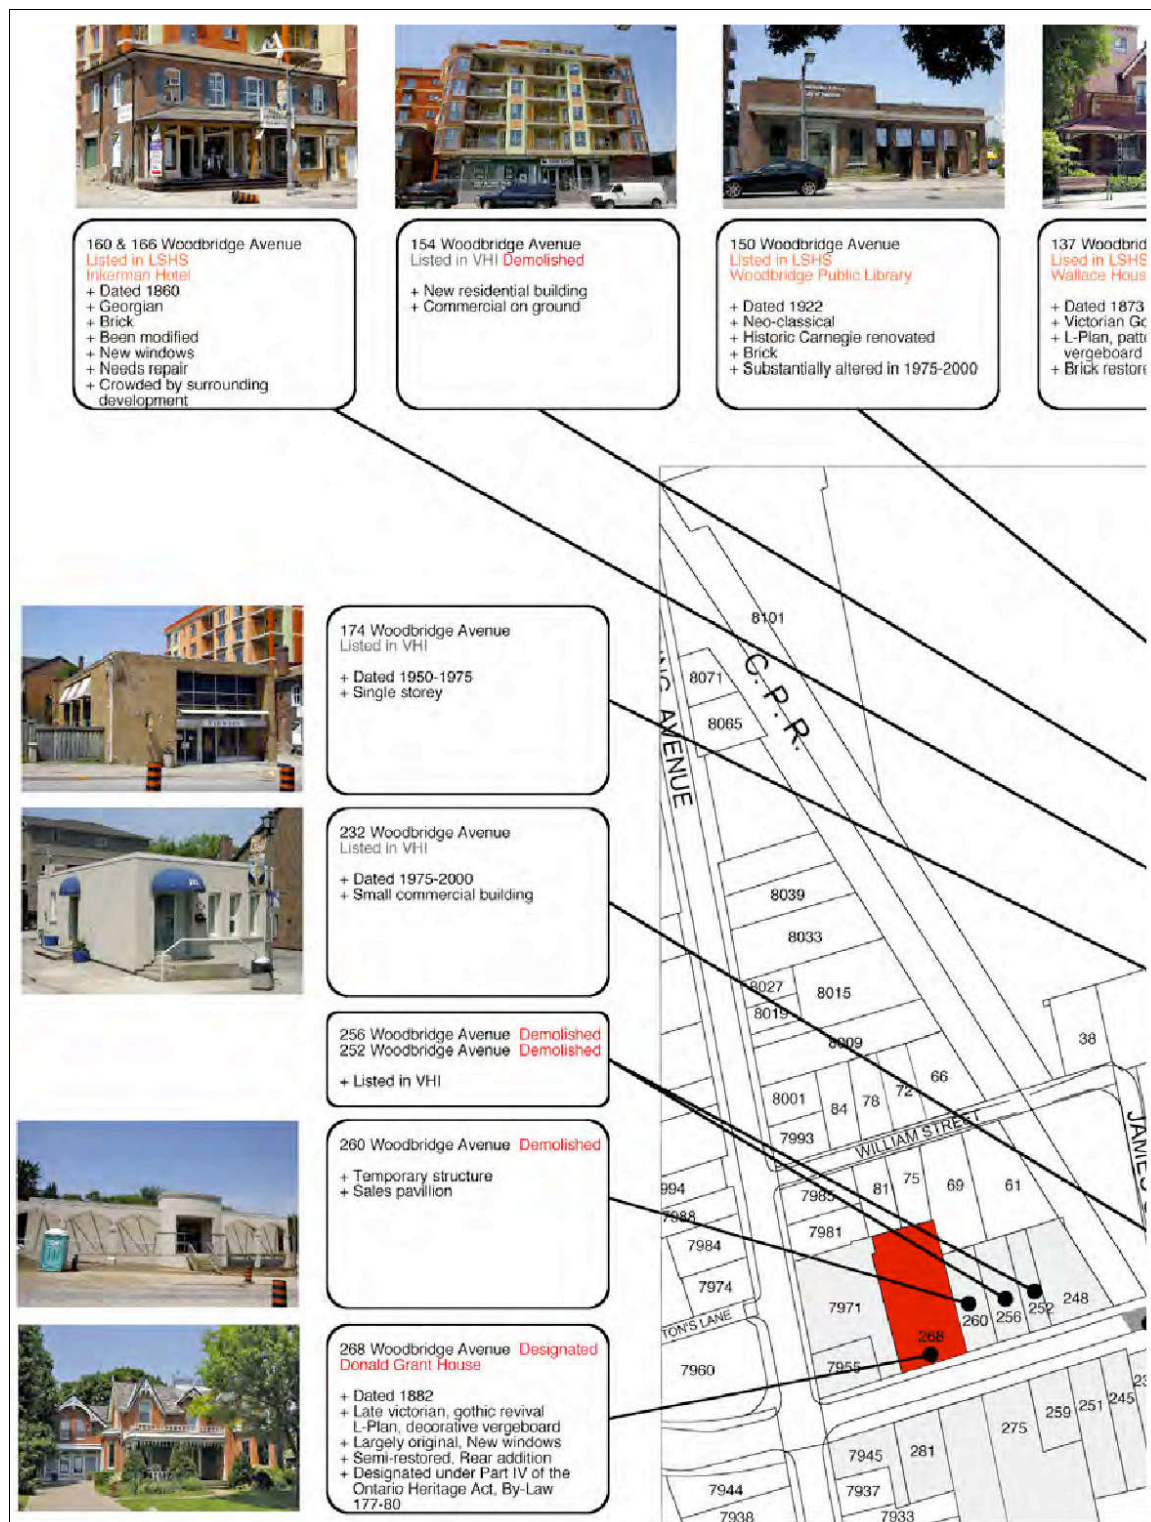 160 & 166 Woodbridge Avenue
Listed in LSHS
Inkerman Hotel
+ Dated 1860
+ Georgian
+ Brick
+ Been modified
+ New windows
+ Needs repair
+ Crowded by surrounding
development
154 Woodbridge Avenue
Listed in VHI Demolished
+ New residential building
+ Commercial on ground
150 Woodbridge Avenue
Listed in LSHS
Woodbridge Public Library
+ Dated 1922
+ Neo-classical
+ Historic Carnegie renovated
+ Brick
+ Substantially altered in 1975-2000
137 Woodbrid
Lised in LSHS
Wallace Hous
+ Dated 1873
+ Victorian Go
+ L-Plan, patte
vergeboard
+ Brick restore
174 Woodbridge Avenue
Listed in VHI
+ Dated 1950-1975
+ Single storey
232 Woodbridge Avenue
Listed in VHI
+ Dated 1975-2000
+ Small commercial building
256 Woodbridge Avenue Demolished
252 Woodbridge Avenue Demolished
+ Listed in VHI
260 Woodbridge Avenue Demolished
+ Temporary structure
+ Sales pavillion
268 Woodbridge Avenue Designated
Donald Grant House
+ Dated 1882
+ Late victorian, gothic revival
L-Plan, decorative vergeboard
+ Largely original, New windows
+ Semi-restored, Rear addition
+ Designated under Part IV of the
Ontario Heritage Act, By-Law
177-80
8101
C. P. R.
8071
8065
ING AVENUE
8039
8033
8027
8015
8019
8009
38
66
72
78
84
8001
7993
WILLIAM STREET
JAMES
994
7988
7985
81
75
69
61
7981
7984
7974
7971
260
256
252
248
TON'S LANE
268
7955
7960
275
259
251
245
23
7945
281
7944
7937
7938
7933